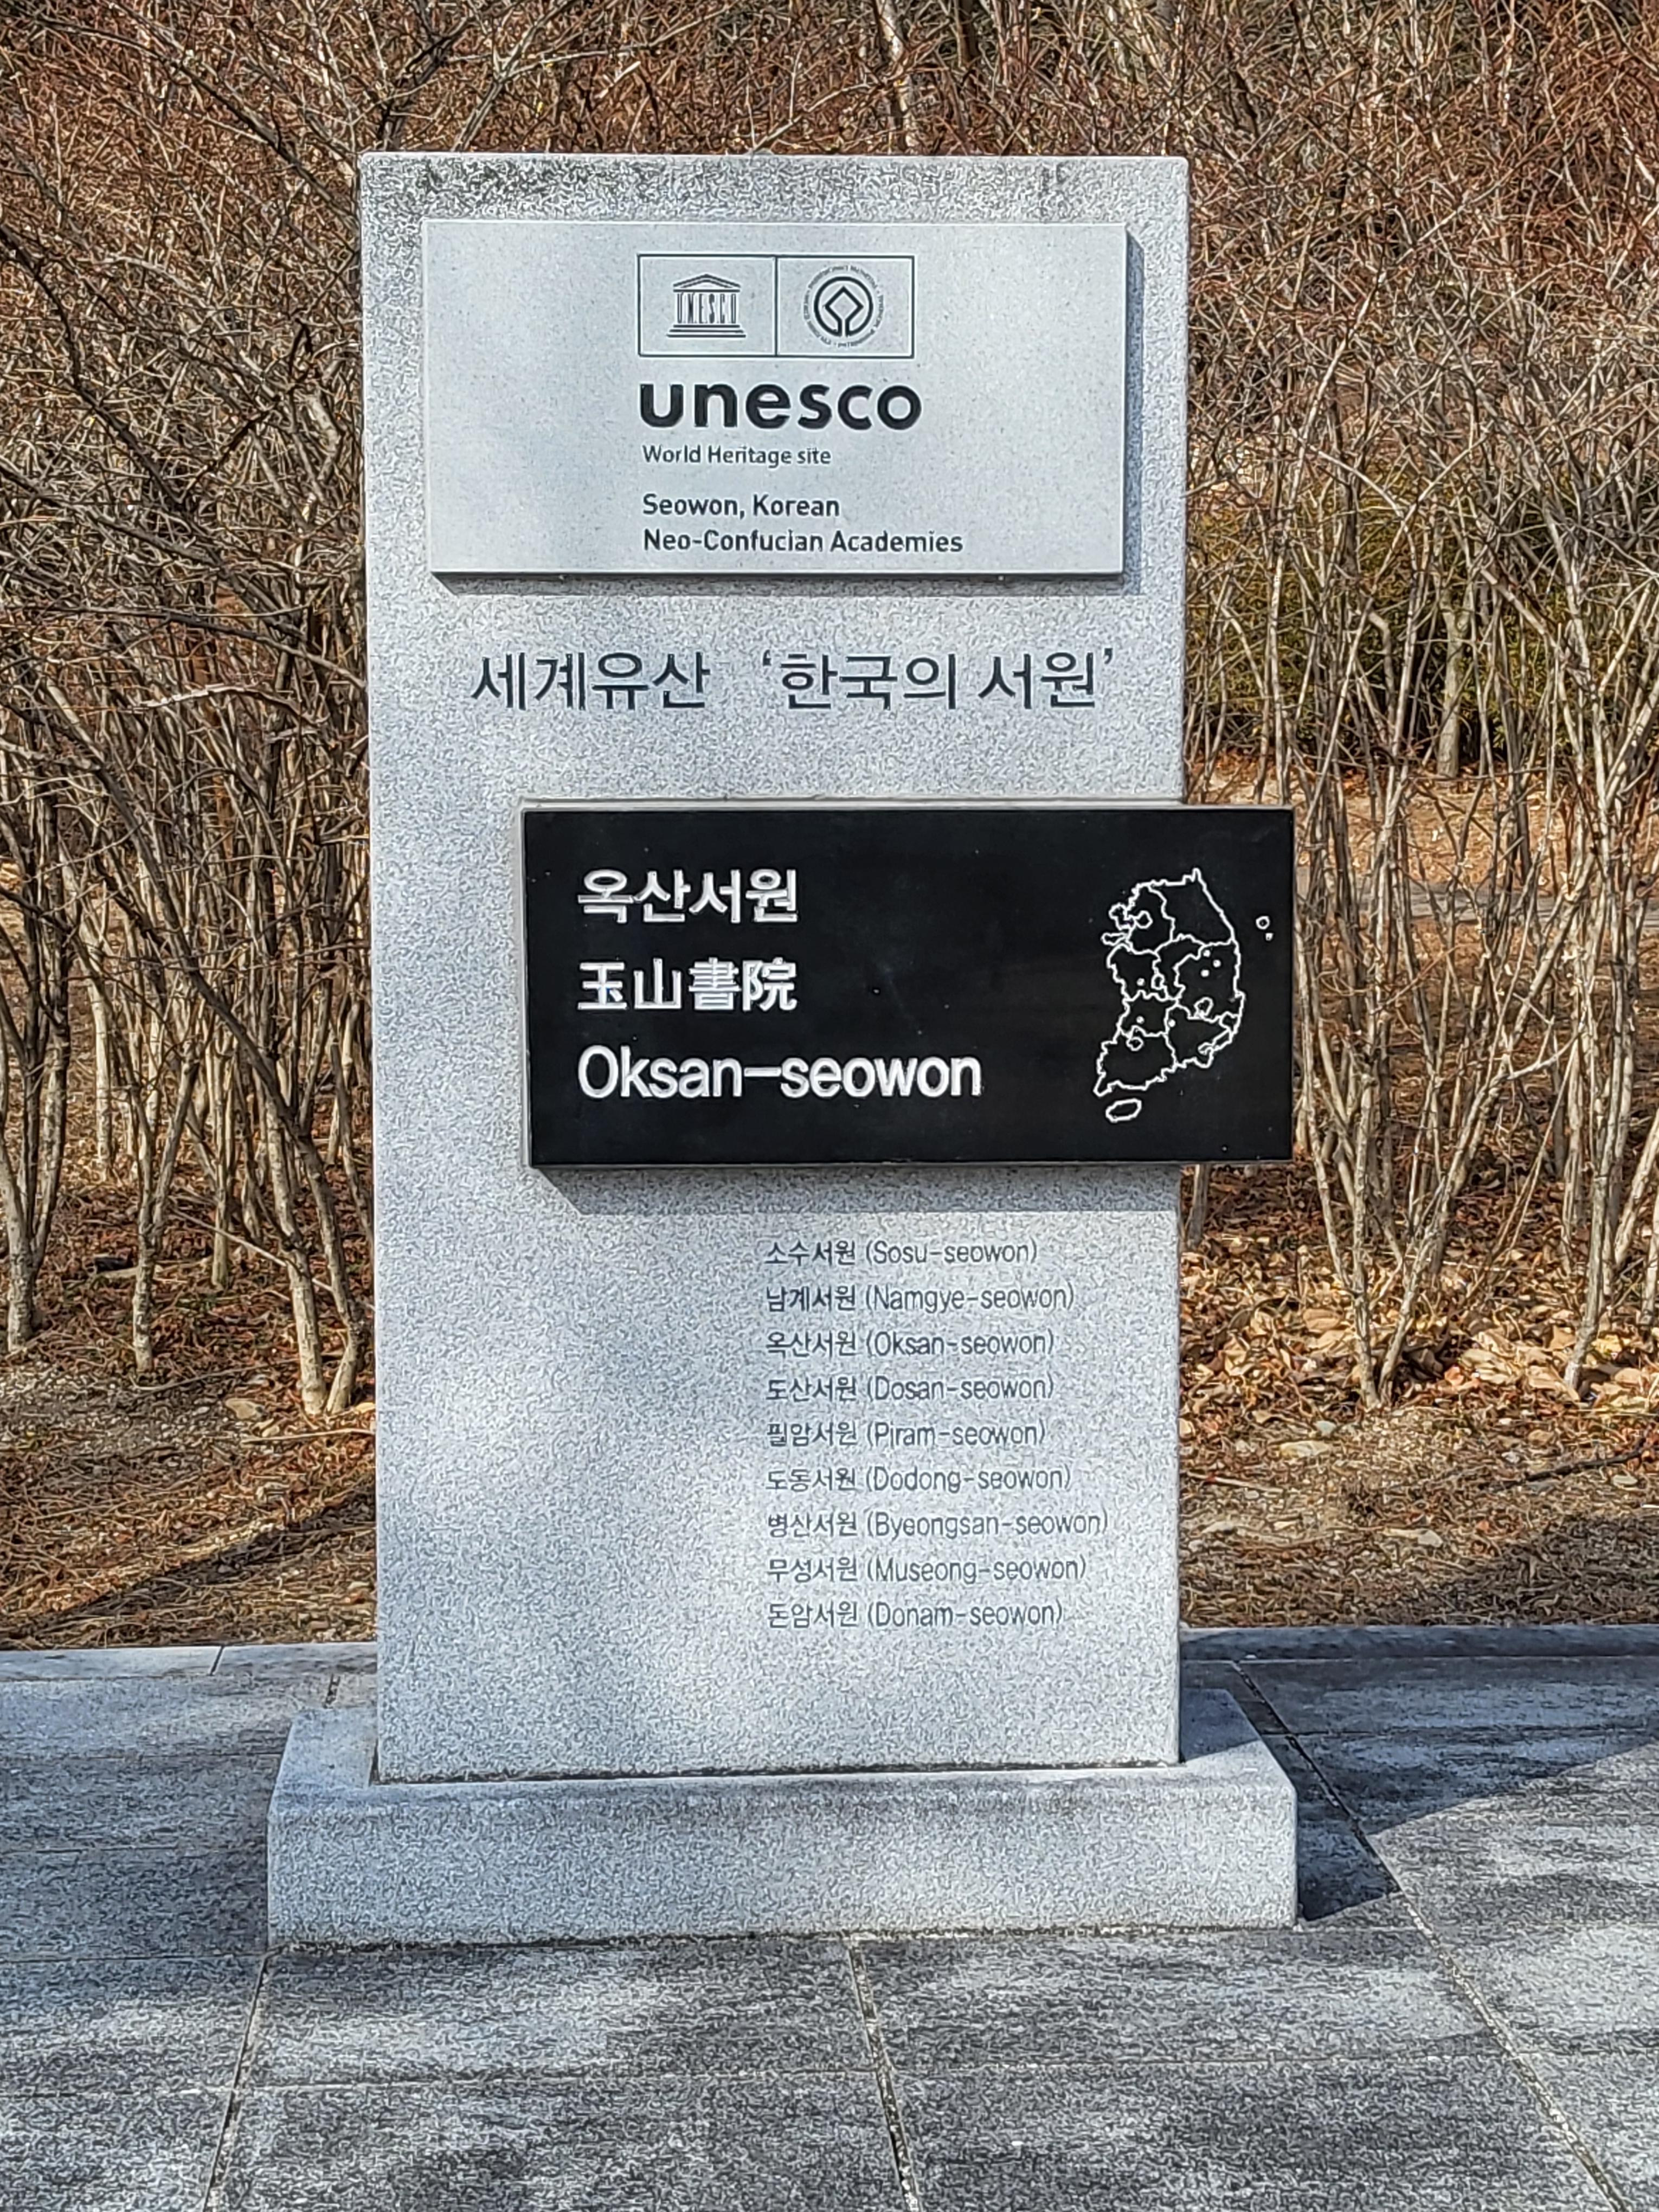 UNESCO
unesco
World Heritage site
Seowon, Korean
Neo-Confucian Academies
세계유산 ‘한국의 서원’
옥산서원
玉山書院
Oksan-seowon
소수서원 (Sosu-seowon)
남계서원 (Namgye-seowon)
옥산서원 (Oksan-seowon)
도산서원 (Dosan-seowon)
필암서원 (Piram-seowon)
도동서원 (Dodong-seowon)
병산서원 (Byeongsan-seowon)
무성서원 (Museong-seowon)
돈암서원 (Donam-seowon)